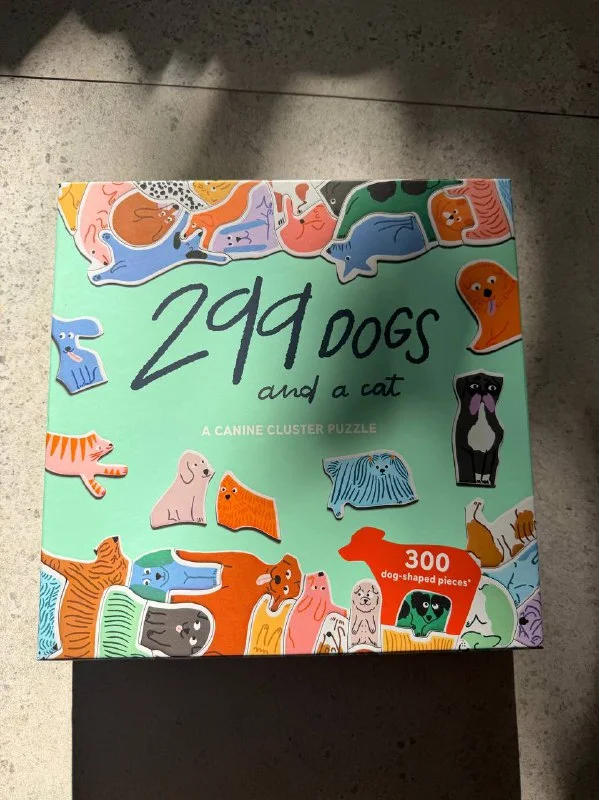 299 DOGS
and a cat
A CANINE CLUSTER PUZZLE
300
dog-shaped pieces*